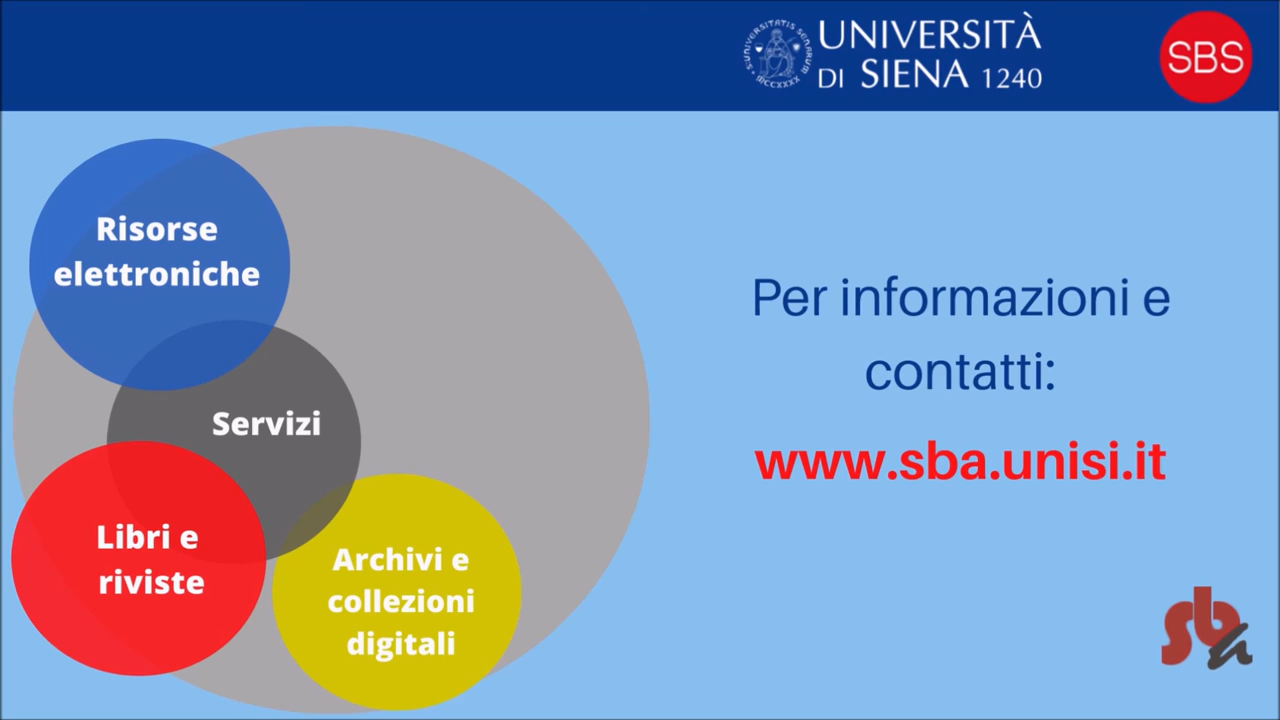 UNIVERSITÀ
DI SIENA 1240
SBS
Risorse
elettroniche
Servizi
Libri e
riviste
Archivi e
collezioni
digitali
Per informazioni e
contatti:
www.sba.unisi.it
sba